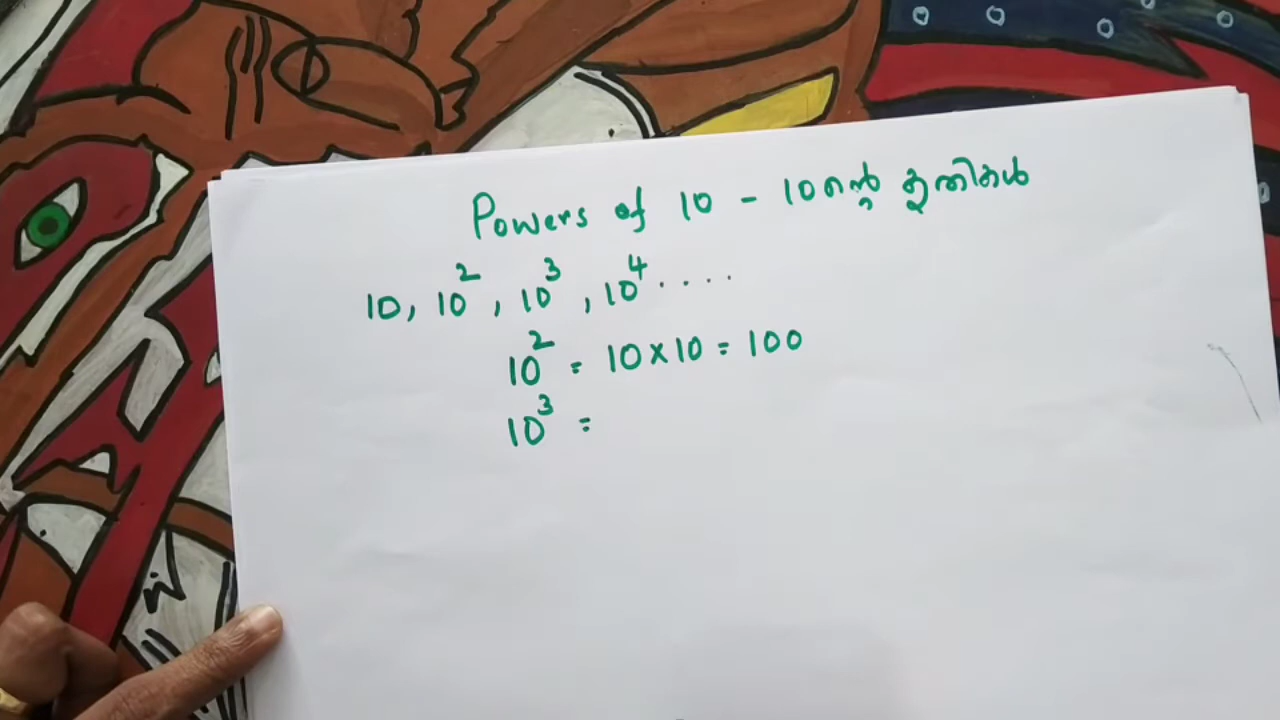 Powers of 10 - 10ന്റെ കൃതികൾ
10, 10², 10³, 10⁴ ....
10² = 10×10 = 100
10³ =